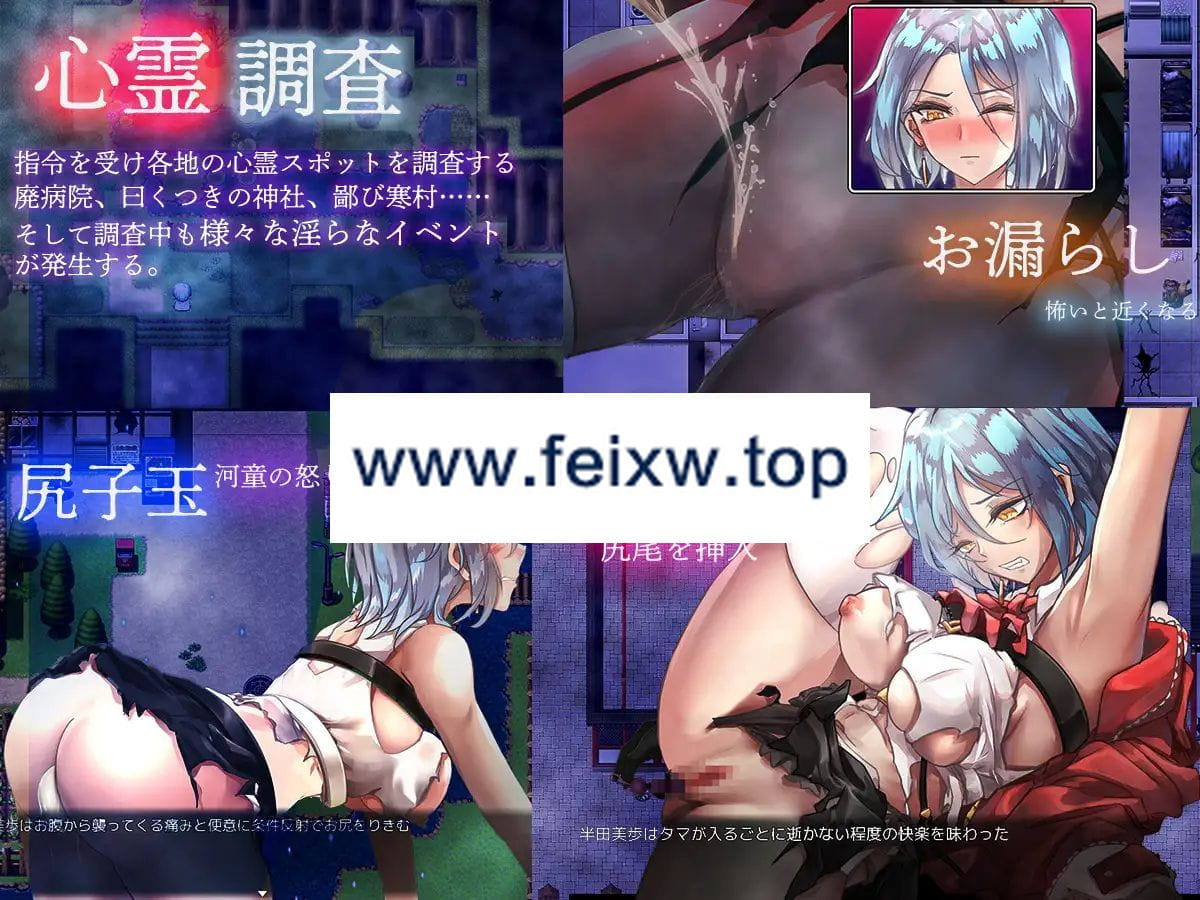 心霊調査
指令を受け各地の心霊スポットを調査する
廃病院、曰くつきの神社、鄙び寒村……
そして調査中も様々な淫らなイベント
が発生する。
お漏らし
怖いと近くなる
尻子玉
河童の怒
www.feixw.top
尻尾を挿入
歩はお腹から襲ってくる痛みと便意に条件反射でお尻をりきむ
半田美歩はタマが入るごとに逝かない程度の快楽を味わった